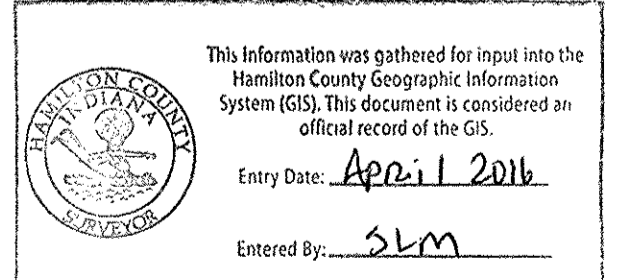 This Information was gathered for input into the
Hamilton County Geographic Information
System (GIS). This document is considered an
official record of the GIS.
Entry Date: April 2016
Entered By: SLM
HAMILTON COUNTY
INDIANA
SURVEYOR